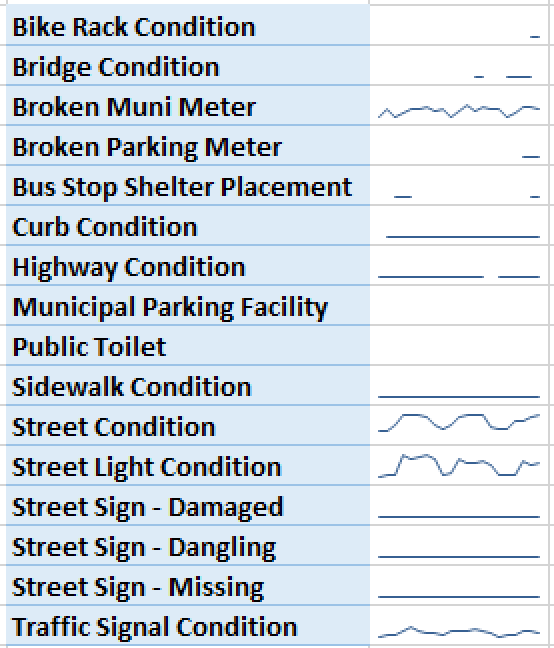 Bike Rack Condition
Bridge Condition
Broken Muni Meter
Broken Parking Meter
Bus Stop Shelter Placement
Curb Condition
Highway Condition
Municipal Parking Facility
Public Toilet
Sidewalk Condition
Street Condition
Street Light Condition
Street Sign - Damaged
Street Sign - Dangling
Street Sign - Missing
Traffic Signal Condition